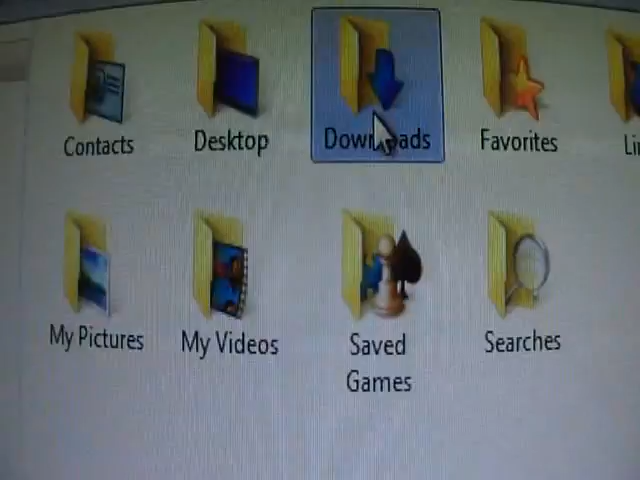 Contacts
Desktop
Downloads
Favorites
My Pictures
My Videos
Saved
Games
Searches